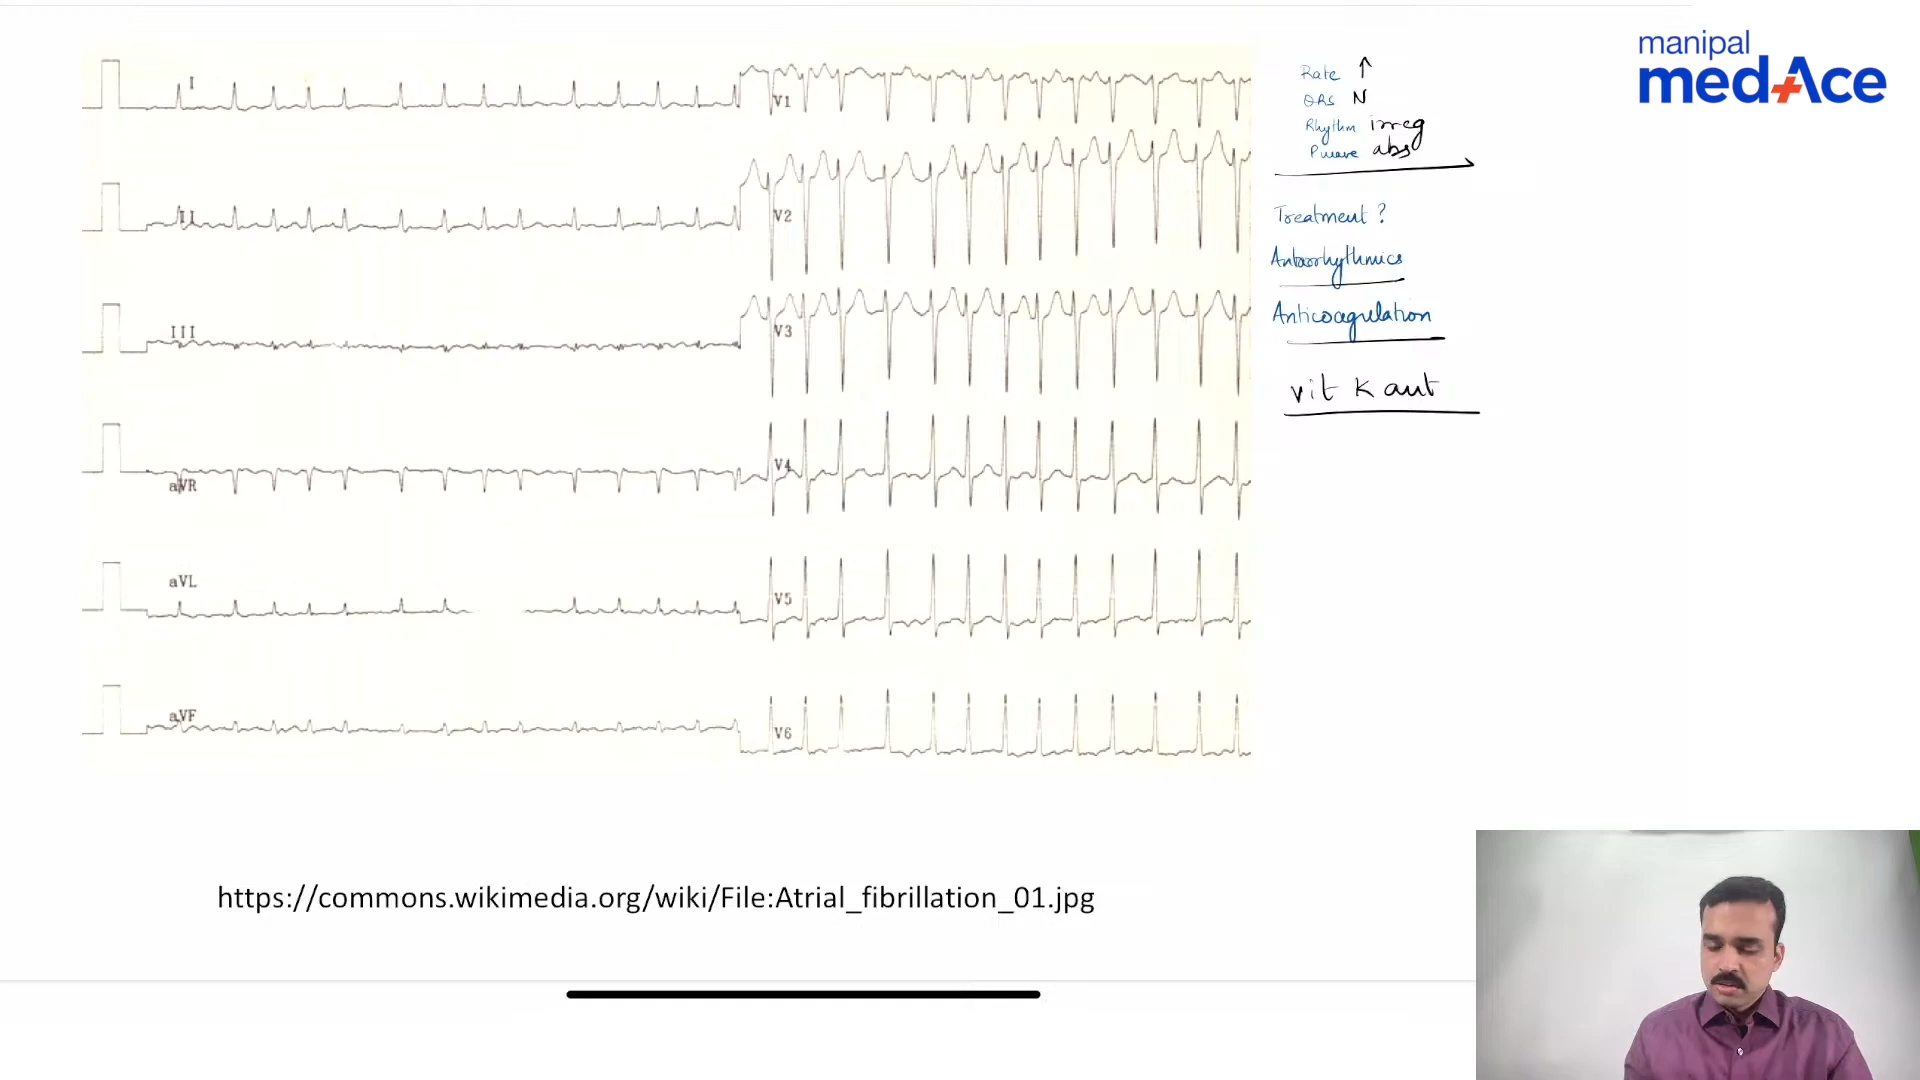 manipal
medAce
I
II
III
aVR
aVL
aVF
V1
V2
V3
V4
V5
V6
Rate ↑
QRS N
Rhythm irreg
P wave abs
Treatment ?
Antiarrhythmics
Anticoagulation
vit K ant
https://commons.wikimedia.org/wiki/File:Atrial_fibrillation_01.jpg